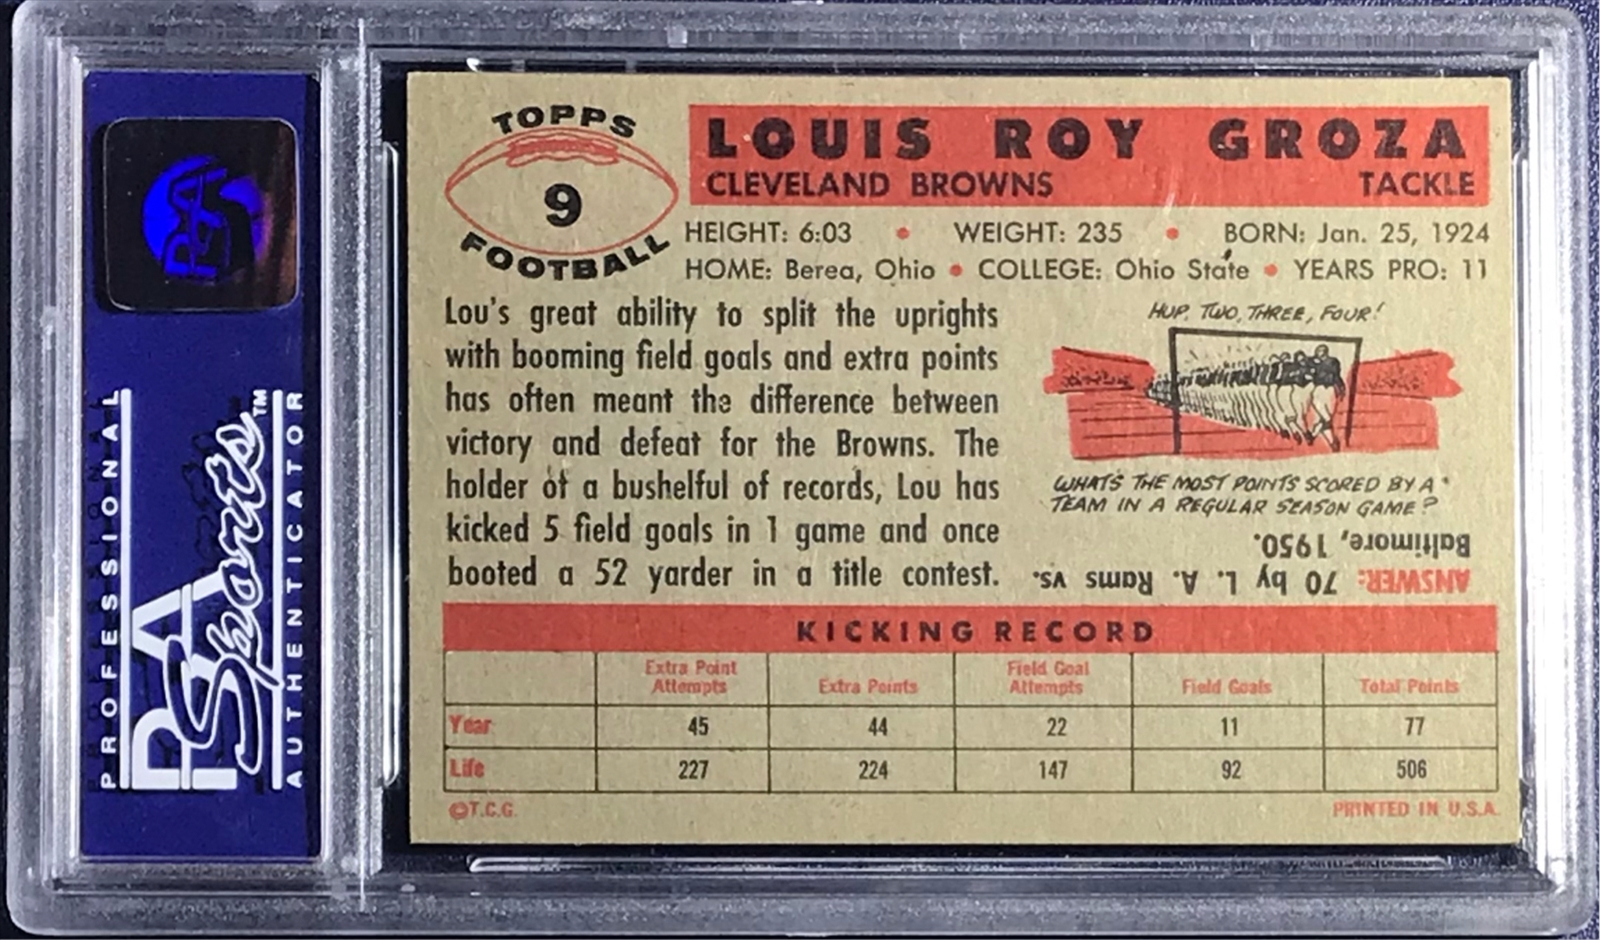 PROFESSIONAL
PSA
Sports™
AUTHENTICATOR
PSA
TOPPS
9
FOOTBALL
LOUIS ROY GROZA
CLEVELAND BROWNS TACKLE
HEIGHT: 6:03 • WEIGHT: 235 • BORN: Jan. 25, 1924
HOME: Berea, Ohio • COLLEGE: Ohio State • YEARS PRO: 11
Lou's great ability to split the uprights
with booming field goals and extra points
has often meant the difference between
victory and defeat for the Browns. The
holder of a bushelful of records, Lou has
kicked 5 field goals in 1 game and once
booted a 52 yarder in a title contest.
HUP, TWO, THREE, FOUR!
WHAT'S THE MOST POINTS SCORED BY A
TEAM IN A REGULAR SEASON GAME?
ANSWER: 70 by L. A. Rams vs.
Baltimore, 1950.
KICKING RECORD
Extra Point Attempts Extra Points Field Goal Attempts Field Goals Total Points
Year 45 44 22 11 77
Life 227 224 147 92 506
©T.C.G. PRINTED IN U.S.A.